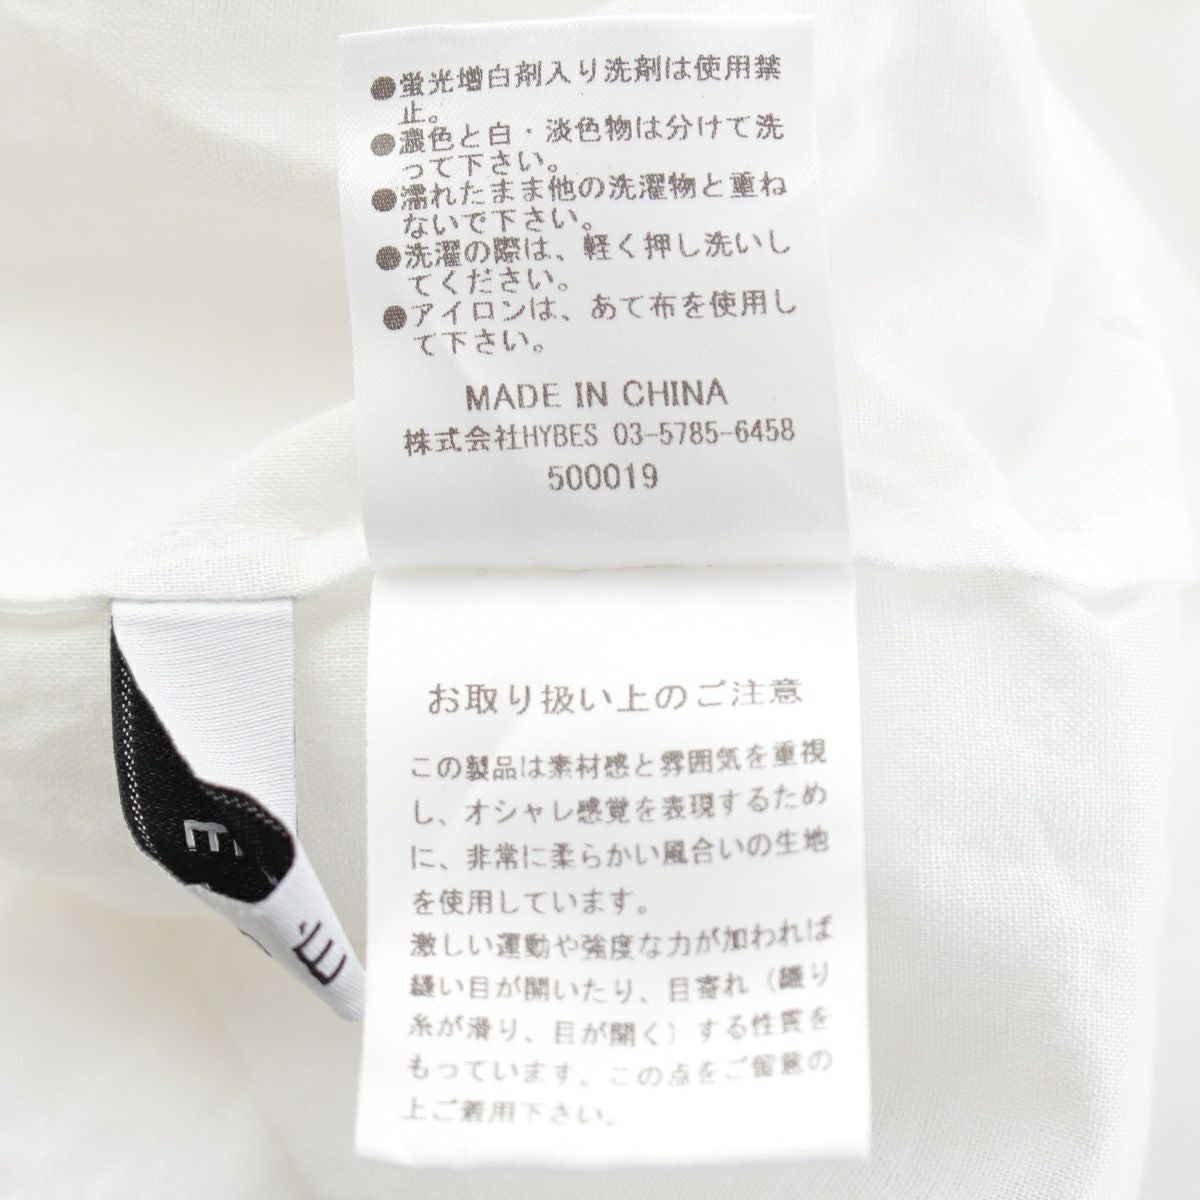 ●蛍光増白剤入り洗剤は使用禁
止。
●濃色と白・淡色物は分けて洗
って下さい。
●濡れたまま他の洗濯物と重ね
ないで下さい。
●洗濯の際は、軽く押し洗いし
てください。
●アイロンは、あて布を使用し
て下さい。
MADE IN CHINA
株式会社HYBES 03-5785-6458
500019
お取り扱い上のご注意
この製品は素材感と雰囲気を重視
し、オシャレ感覚を表現するため
に、非常に柔らかい風合いの生地
を使用しています。
激しい運動や強度な力が加われば
縫い目が開いたり、目寄れ（織り
糸が滑り、目が開く）する性質を
もっています。この点をご留意の
上ご着用下さい。